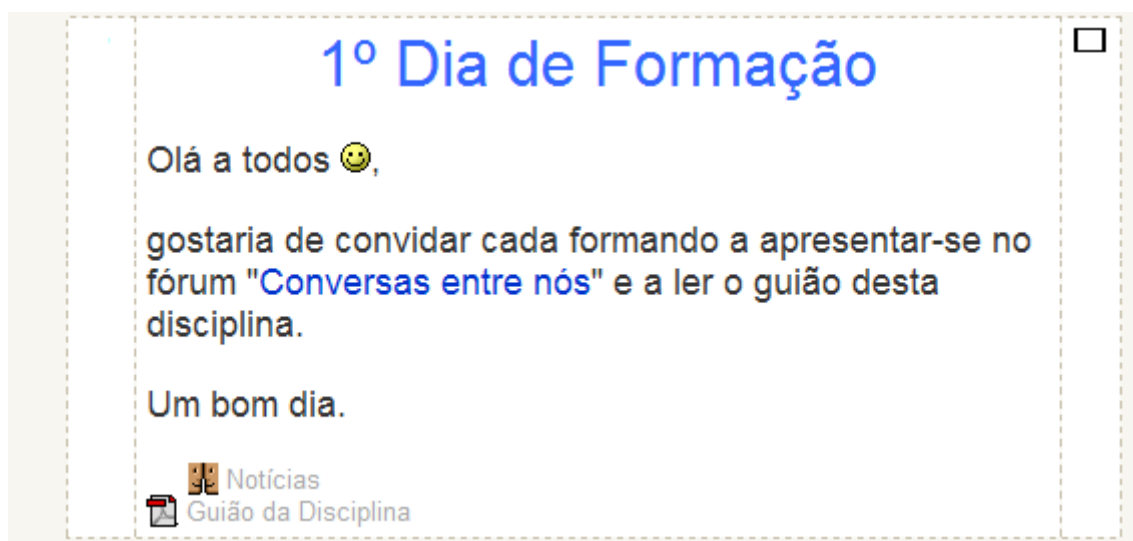 1º Dia de Formação
Olá a todos ,
gostaria de convidar cada formando a apresentar-se no
fórum "Conversas entre nós" e a ler o guião desta
disciplina.
Um bom dia.
Notícias
Guião da Disciplina